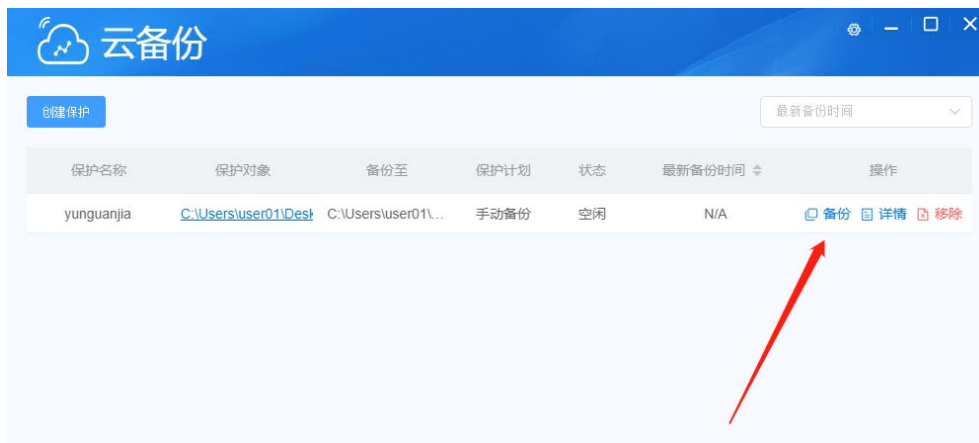 云备份
创建保护
最新备份时间
保护名称 保护对象 备份至 保护计划 状态 最新备份时间 操作
yunguanjia C:\Users\user01\Desk C:\Users\user01\... 手动备份 空闲 N/A 备份 详情 移除